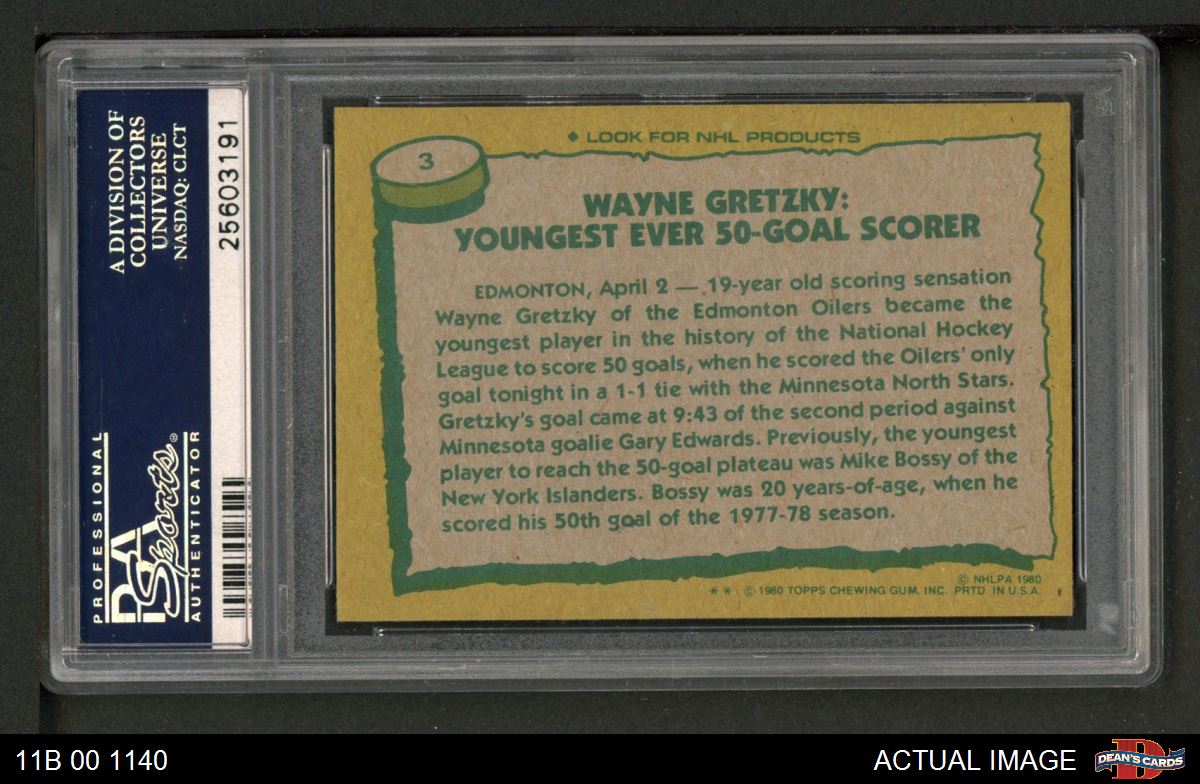 A DIVISION OF
COLLECTORS
UNIVERSE
NASDAQ: CLCT
25603191
PROFESSIONAL
PSA
Sports®
AUTHENTICATOR
3
◆ LOOK FOR NHL PRODUCTS
WAYNE GRETZKY:
YOUNGEST EVER 50-GOAL SCORER
EDMONTON, April 2 — 19-year old scoring sensation
Wayne Gretzky of the Edmonton Oilers became the
youngest player in the history of the National Hockey
League to score 50 goals, when he scored the Oilers' only
goal tonight in a 1-1 tie with the Minnesota North Stars.
Gretzky's goal came at 9:43 of the second period against
Minnesota goalie Gary Edwards. Previously, the youngest
player to reach the 50-goal plateau was Mike Bossy of the
New York Islanders. Bossy was 20 years-of-age, when he
scored his 50th goal of the 1977-78 season.
© NHLPA 1980
** © 1980 TOPPS CHEWING GUM, INC. PRTD IN U.S.A.
11B 00 1140
ACTUAL IMAGE
D
DEAN'S CARDS